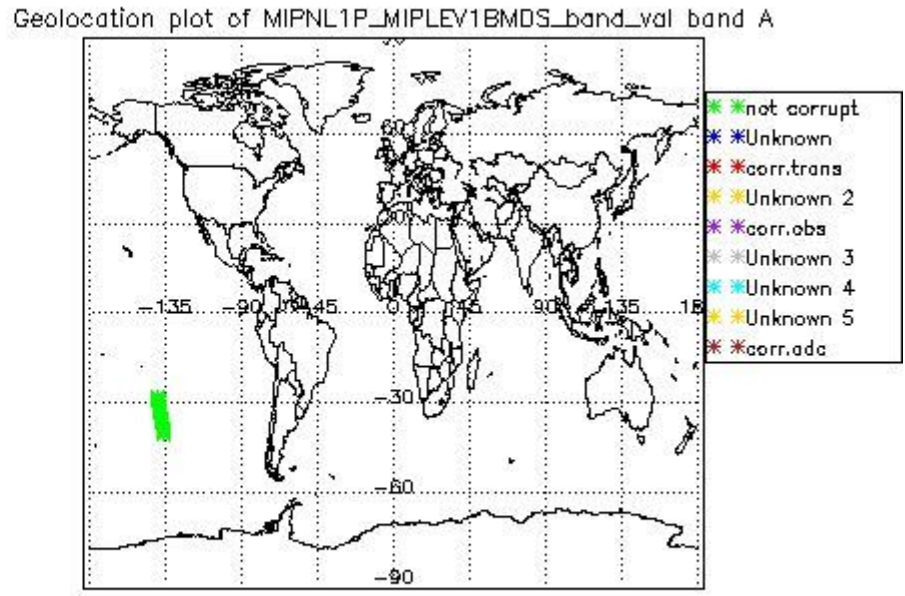 Geolocation plot of MIPNL1P_MIPLEV1BMDS_band_val band A
not corrupt
Unknown
corr.trans
Unknown 2
corr.obs
Unknown 3
Unknown 4
Unknown 5
corr.adc
-135 -90 -45 0 45 90 135 18
-30
-60
-90